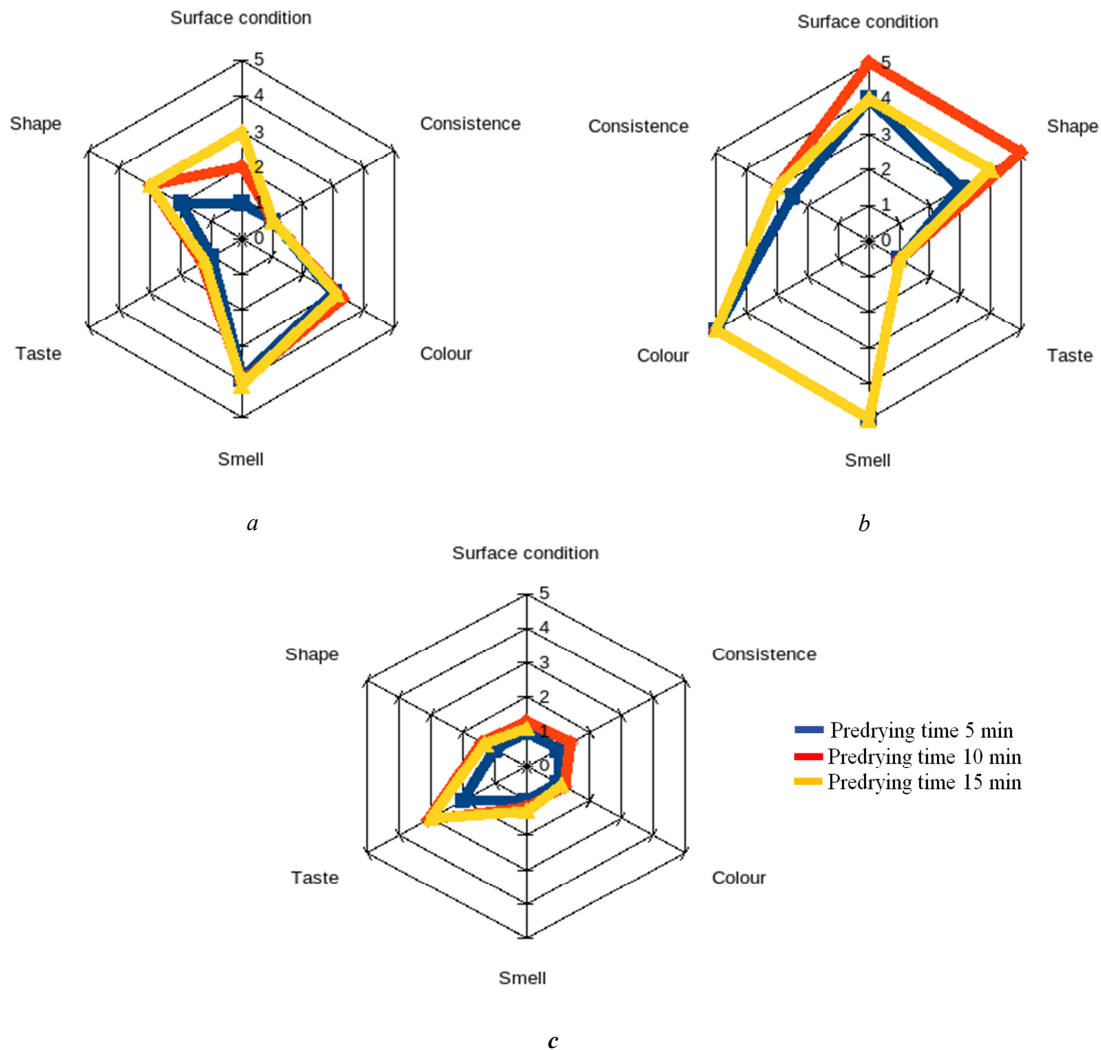 Surface condition
5
4
3
2
1
0
Shape
Consistence
Taste
Colour
Smell
a
Surface condition
5
4
3
2
1
0
Consistence
Shape
Colour
Taste
Smell
b
Surface condition
5
4
3
2
1
0
Shape
Consistence
Taste
Colour
Smell
Predrying time 5 min
Predrying time 10 min
Predrying time 15 min
c